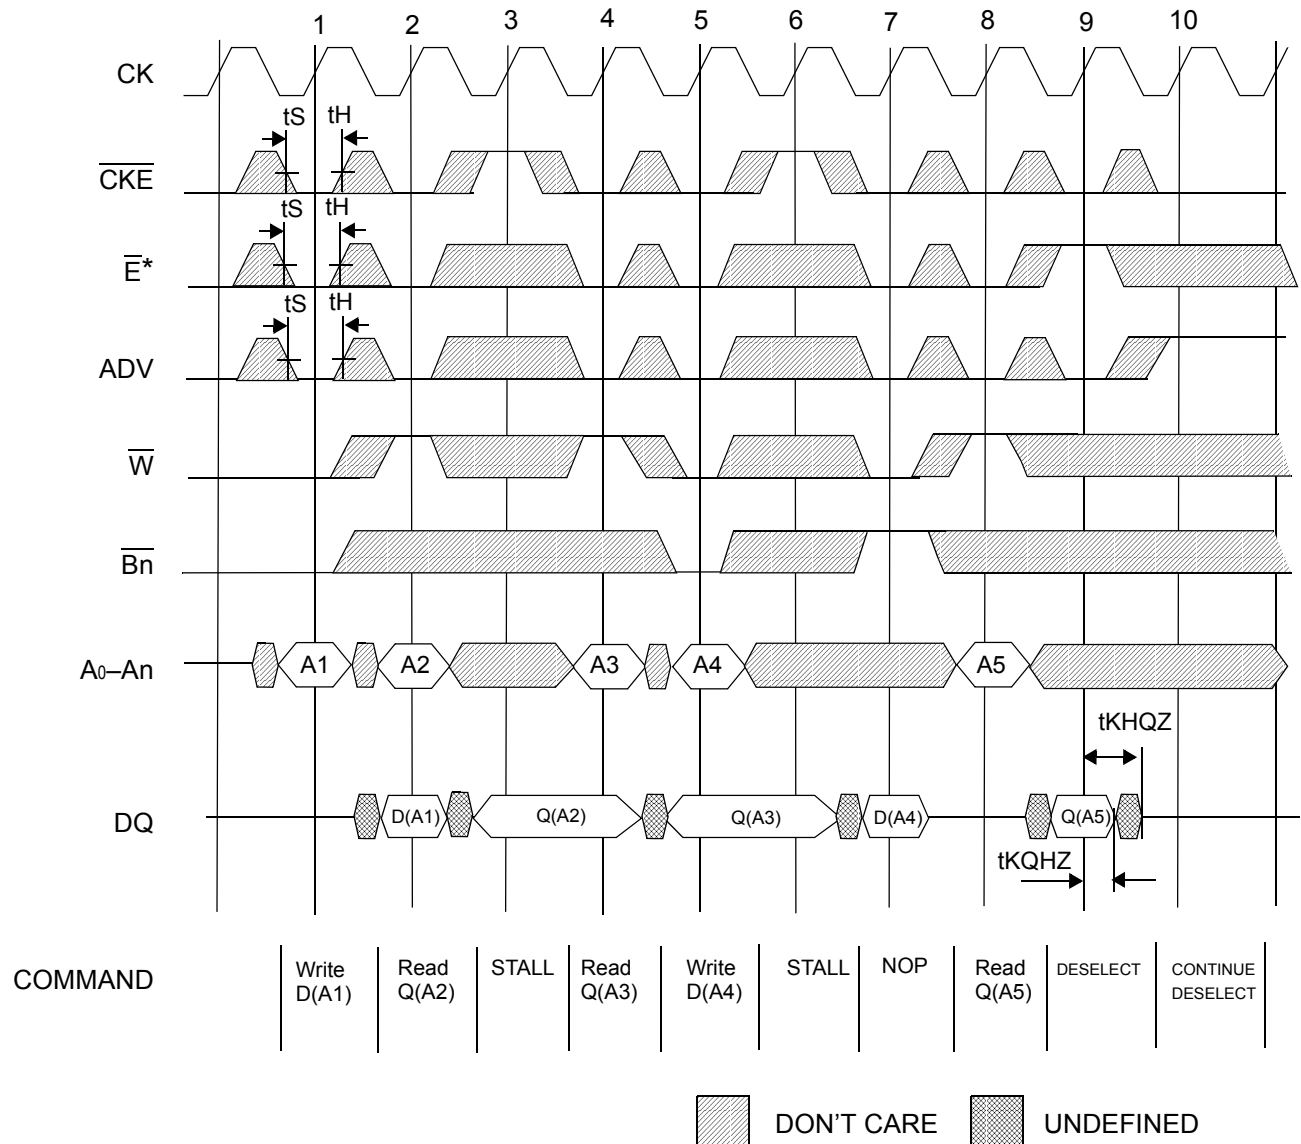 1 2 3 4 5 6 7 8 9 10
CK
tS tH
CKE
tS tH
E*
tS tH
ADV
W
Bn
A0–An A1 A2 A3 A4 A5
tKHQZ
DQ D(A1) Q(A2) Q(A3) D(A4) Q(A5)
tKQHZ
COMMAND
Write D(A1)
Read Q(A2)
STALL
Read Q(A3)
Write D(A4)
STALL
NOP
Read Q(A5)
DESELECT
CONTINUE DESELECT
DON'T CARE UNDEFINED